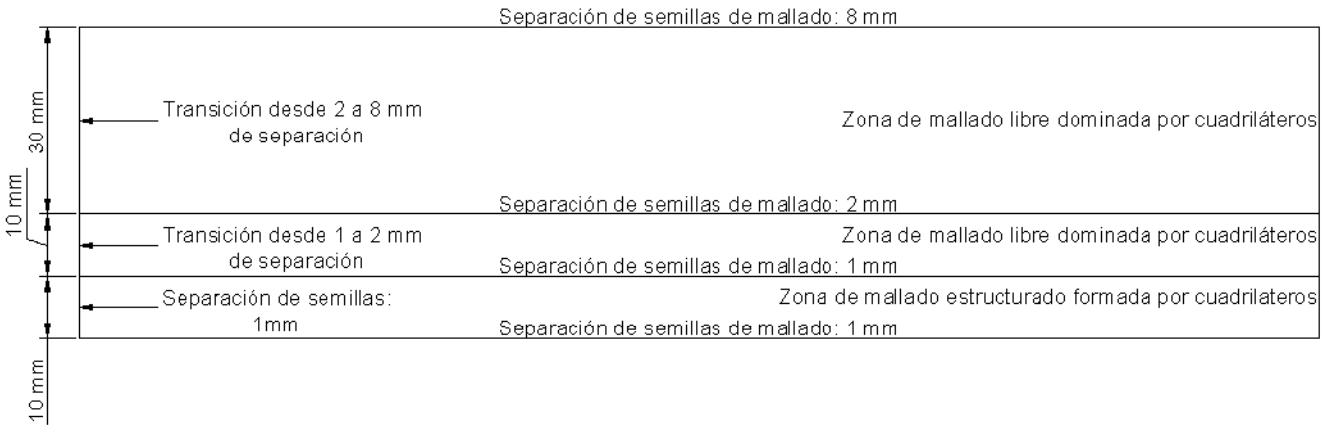 Separación de semillas de mallado: 8 mm
30 mm
Transición desde 2 a 8 mm
de separación
Zona de mallado libre dominada por cuadriláteros
Separación de semillas de mallado: 2 mm
10 mm
Transición desde 1 a 2 mm
de separación
Zona de mallado libre dominada por cuadriláteros
Separación de semillas de mallado: 1 mm
Separación de semillas:
1mm
Zona de mallado estructurado formada por cuadrilateros
Separación de semillas de mallado: 1 mm
10 mm